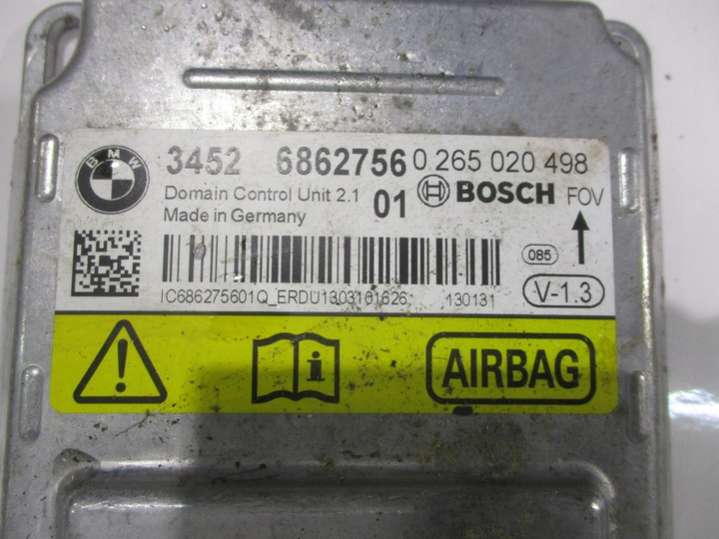 BMW
3452 6862756 0 265 020 498
Domain Control Unit 2.1 01 BOSCH FOV
Made in Germany
085
V-1.3
IC686275601Q_ERDU1303101626 130131
i
AIRBAG